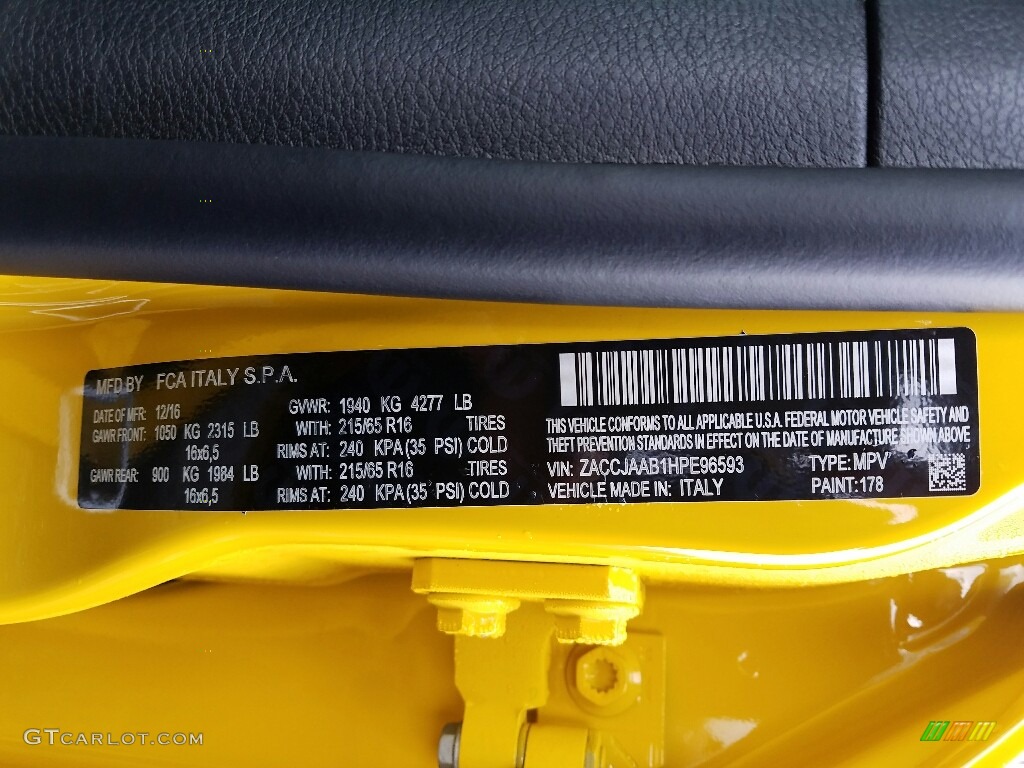 MFD BY FCA ITALY S.P.A.
DATE OF MFR: 12/16 GVWR: 1940 KG 4277 LB
GAWR FRONT: 1050 KG 2315 LB WITH: 215/65 R16 TIRES
16x6,5 RIMS AT: 240 KPA (35 PSI) COLD
GAWR REAR: 900 KG 1984 LB WITH: 215/65 R16 TIRES
16x6,5 RIMS AT: 240 KPA (35 PSI) COLD
THIS VEHICLE CONFORMS TO ALL APPLICABLE U.S.A. FEDERAL MOTOR VEHICLE SAFETY AND
THEFT PREVENTION STANDARDS IN EFFECT ON THE DATE OF MANUFACTURE SHOWN ABOVE
VIN: ZACCJAAB1HPE96593 TYPE: MPV
VEHICLE MADE IN: ITALY PAINT: 178
GTCARLOT.COM